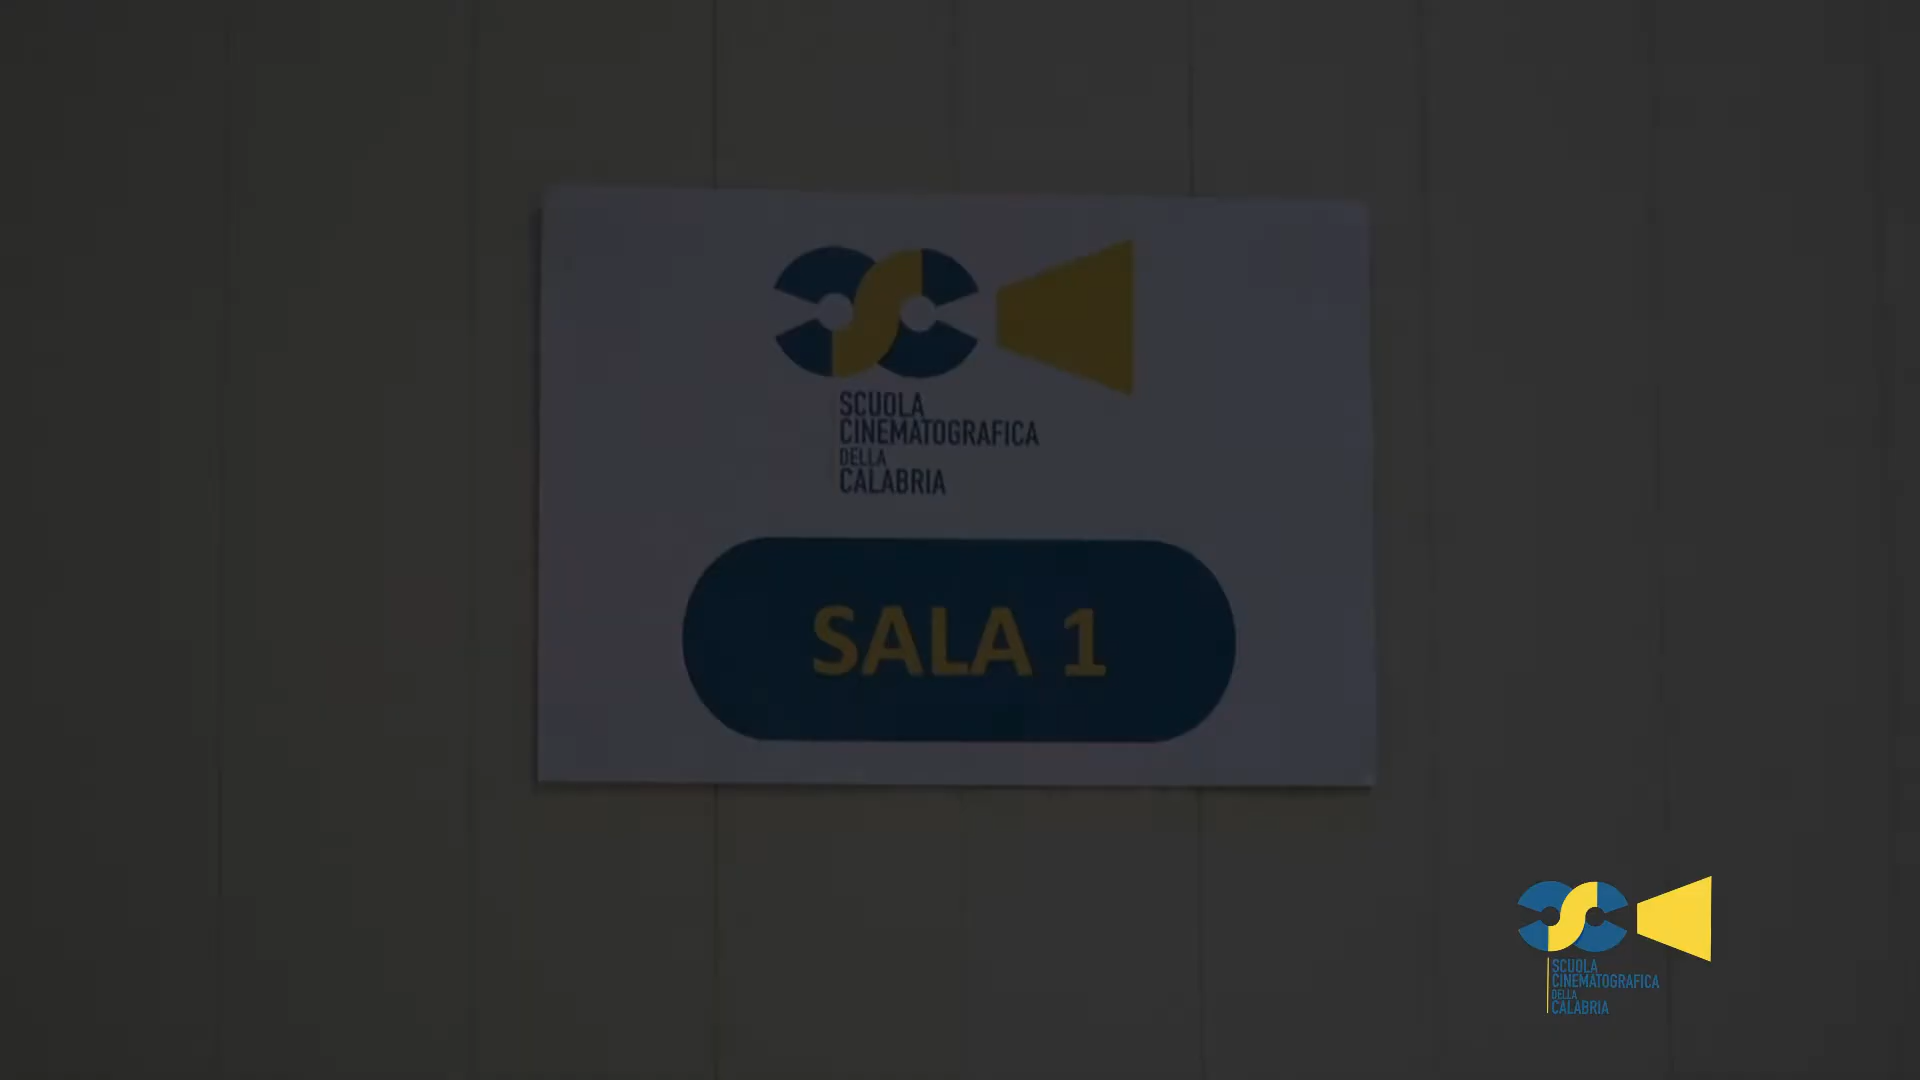 SCUOLA
CINEMATOGRAFICA
DELLA
CALABRIA
SALA 1
SCUOLA
CINEMATOGRAFICA
DELLA
CALABRIA